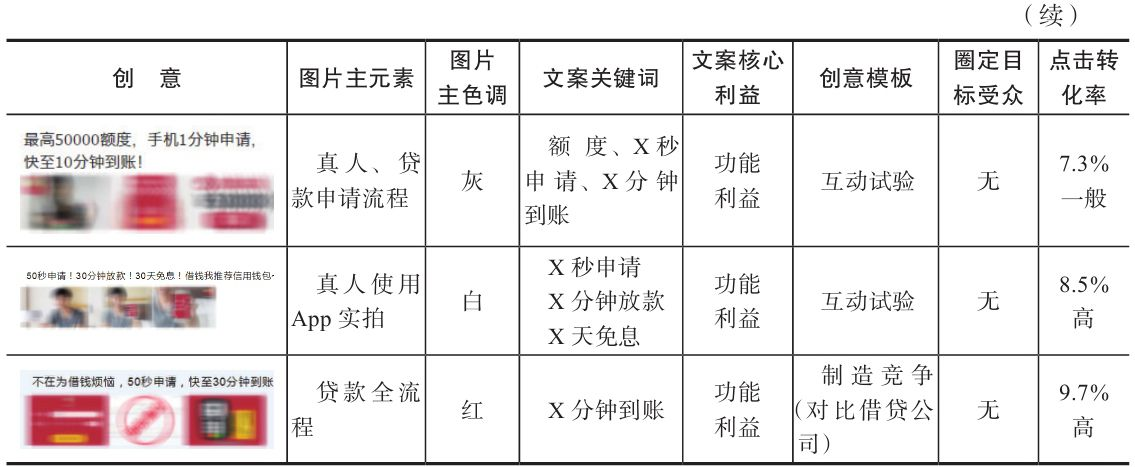 （续）
创 意
图片主元素
图片
主色调
文案关键词
文案核心
利益
创意模板
圈定目
标受众
点击转
化率
最高50000额度，手机1分钟申请，
快至10分钟到账！
真人、贷
款申请流程
灰
额度、X秒
申请、X分钟
到账
功能
利益
互动试验
无
7.3%
一般
50秒申请！30分钟放款！30天免息！借钱我推荐信用钱包~
真人使用
App实拍
白
X秒申请
X分钟放款
X天免息
功能
利益
互动试验
无
8.5%
高
不在为借钱烦恼，50秒申请，快至30分钟到账
贷款全流
程
红
X分钟到账
功能
利益
制造竞争
（对比借贷公
司）
无
9.7%
高